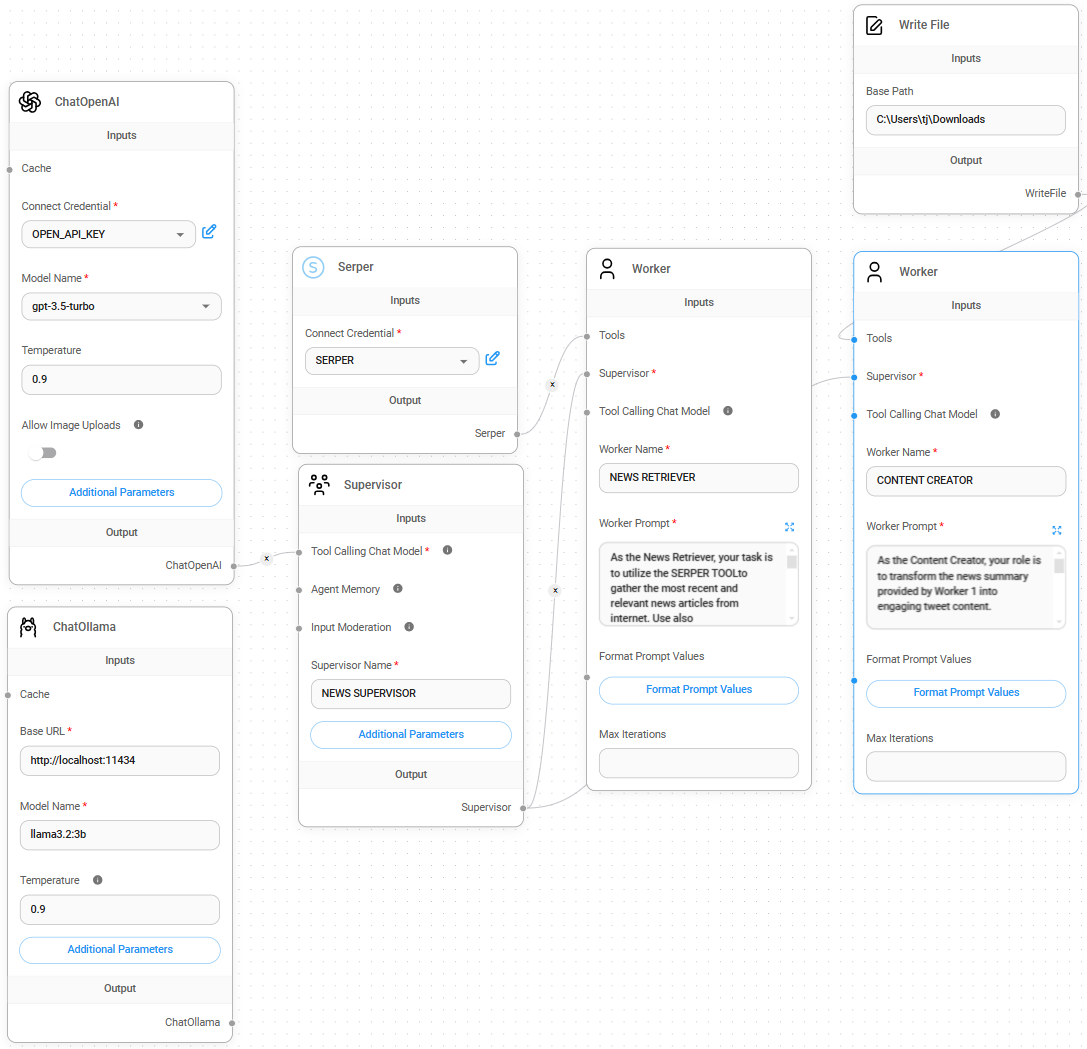 ChatOpenAI
Inputs
Cache
Connect Credential *
OPEN_API_KEY
Model Name *
gpt-3.5-turbo
Temperature
0.9
Allow Image Uploads
Additional Parameters
Output
ChatOpenAI
ChatOllama
Inputs
Cache
Base URL *
http://localhost:11434
Model Name *
llama3.2:3b
Temperature
0.9
Additional Parameters
Output
ChatOllama
S
Serper
Inputs
Connect Credential *
SERPER
Output
Serper
Supervisor
Inputs
Tool Calling Chat Model *
Agent Memory
Input Moderation
Supervisor Name *
NEWS SUPERVISOR
Additional Parameters
Output
Supervisor
Worker
Inputs
Tools
Supervisor *
Tool Calling Chat Model
Worker Name *
NEWS RETRIEVER
Worker Prompt *
As the News Retriever, your task is
to utilize the SERPER TOOLto
gather the most recent and
relevant news articles from
internet. Use also
Format Prompt Values
Format Prompt Values
Max Iterations
Write File
Inputs
Base Path
C:\Users\tj\Downloads
Output
WriteFile
Worker
Inputs
Tools
Supervisor *
Tool Calling Chat Model
Worker Name *
CONTENT CREATOR
Worker Prompt *
As the Content Creator, your role is
to transform the news summary
provided by Worker 1 into
engaging tweet content.
Format Prompt Values
Format Prompt Values
Max Iterations